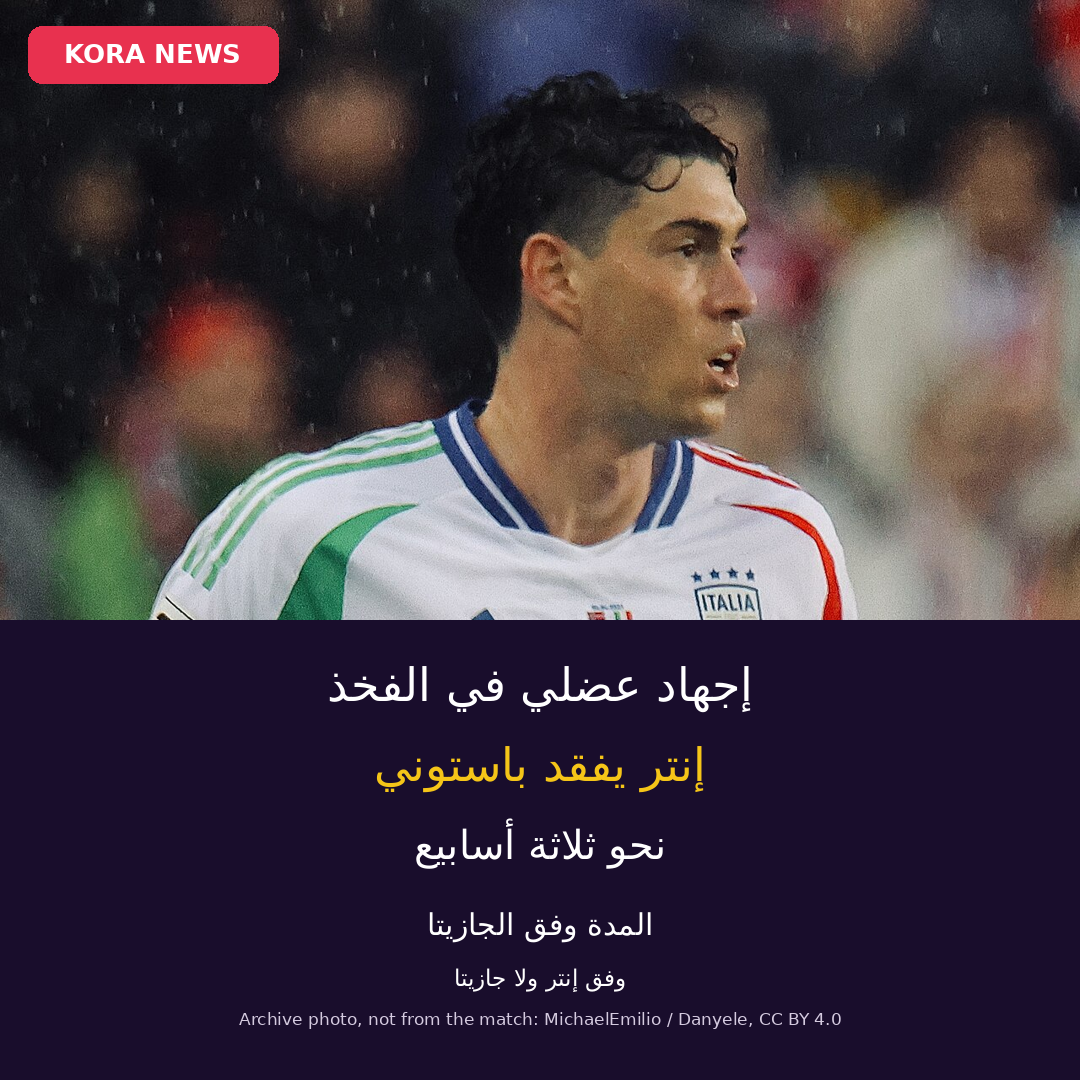 KORA NEWS
ITALIA
إجهاد عضلي في الفخذ
إنتر يفقد باستوني
نحو ثلاثة أسابيع
المدة وفق الجازيتا
وفق إنتر ولا جازيتا
Archive photo, not from the match: MichaelEmilio / Danyele, CC BY 4.0